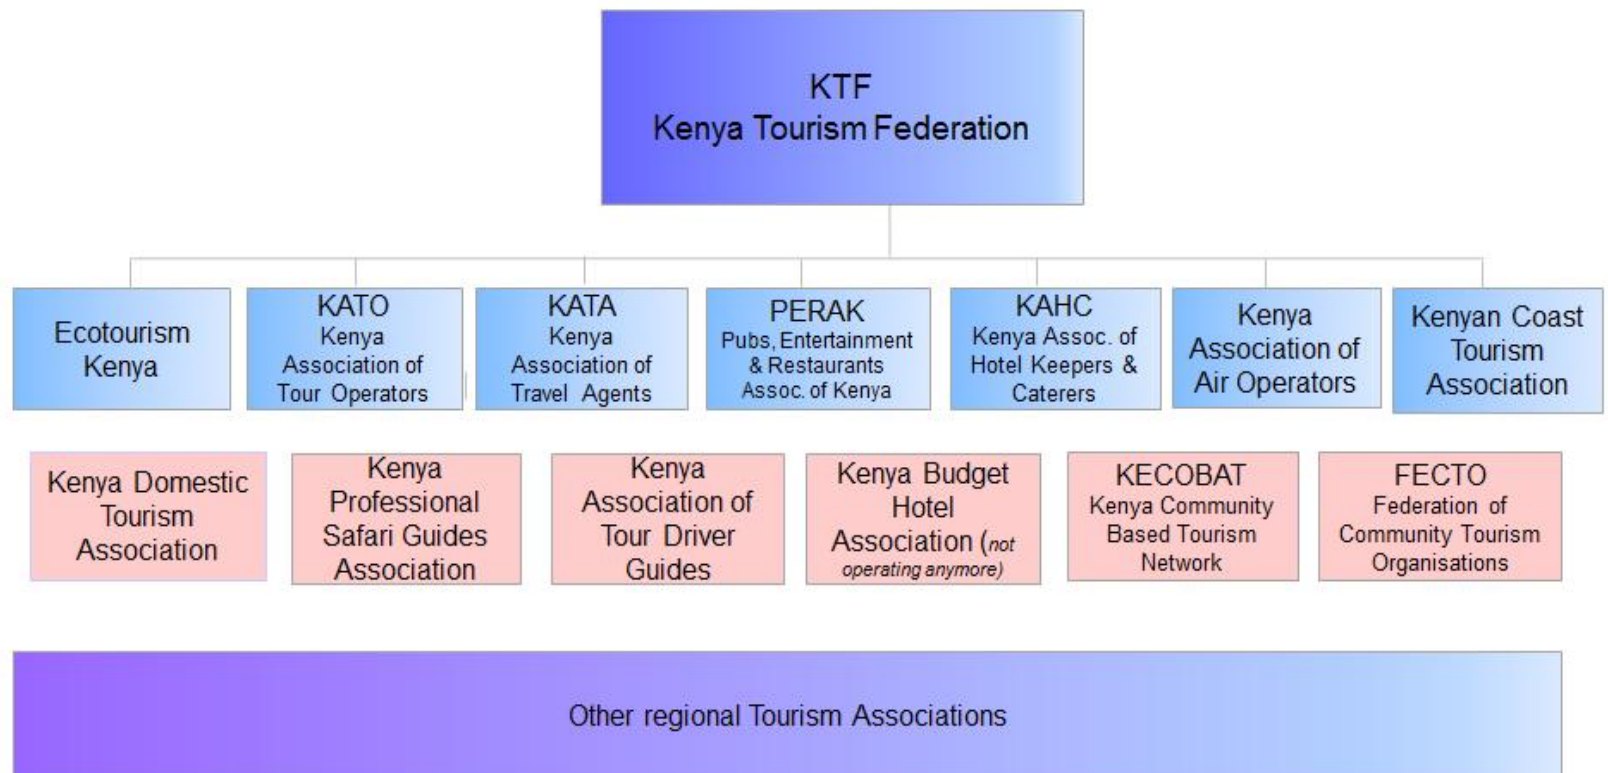 KTF
Kenya Tourism Federation
Ecotourism
Kenya
KATO
Kenya
Association of
Tour Operators
KATA
Kenya
Association of
Travel Agents
PERAK
Pubs, Entertainment
& Restaurants
Assoc. of Kenya
KAHC
Kenya Assoc. of
Hotel Keepers &
Caterers
Kenya
Association of
Air Operators
Kenyan Coast
Tourism
Association
Kenya Domestic
Tourism
Association
Kenya
Professional
Safari Guides
Association
Kenya
Association of
Tour Driver
Guides
Kenya Budget
Hotel
Association (not
operating anymore)
KECOBAT
Kenya Community
Based Tourism
Network
FECTO
Federation of
Community Tourism
Organisations
Other regional Tourism Associations